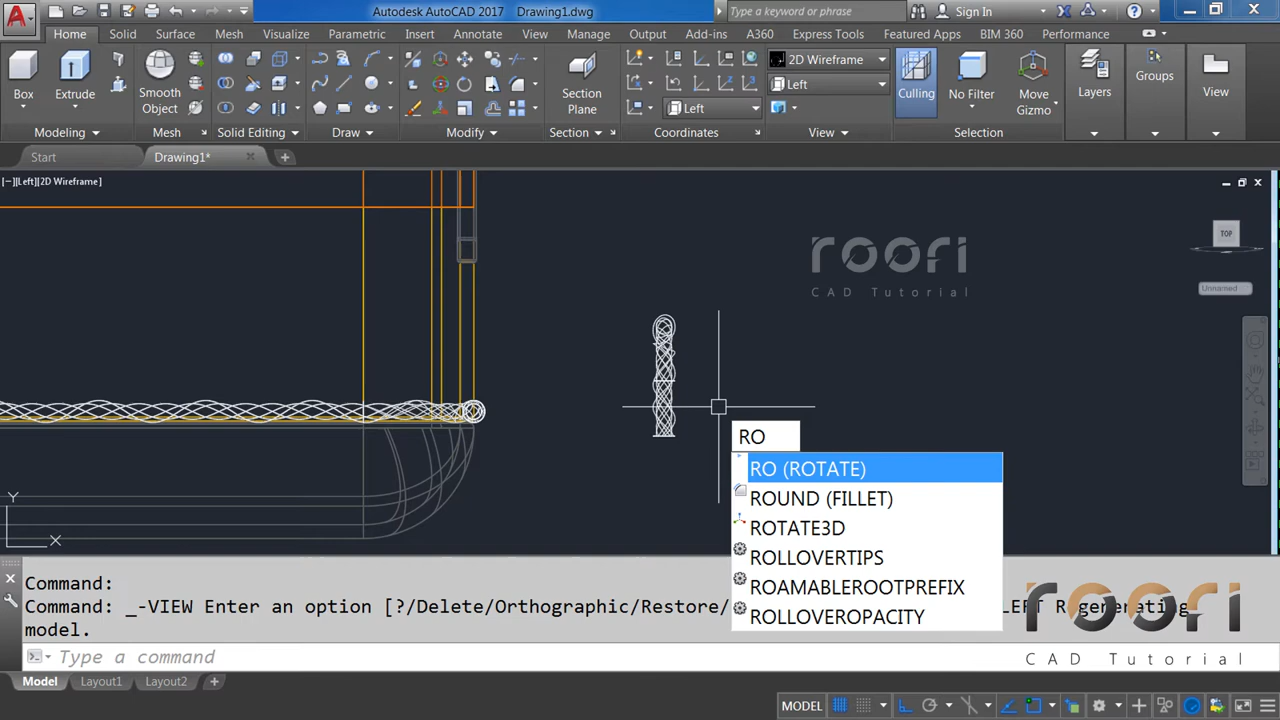 Autodesk AutoCAD 2017 Drawing1.dwg
Type a keyword or phrase
Sign In
Home Solid Surface Mesh Visualize Parametric Insert Annotate View Manage Output Add-ins A360 Express Tools Featured Apps BIM 360 Performance
Box
Extrude
Smooth
Object
Section
Plane
2D Wireframe
Left
Left
Culling
No Filter
Move
Gizmo
Layers
Groups
View
Modeling
Mesh
Solid Editing
Draw
Modify
Section
Coordinates
View
Selection
Start
Drawing1*
[−][Left][2D Wireframe]
TOP
Unnamed
roori
CAD Tutorial
RO
RO (ROTATE)
ROUND (FILLET)
ROTATE3D
ROLLOVERTIPS
ROAMABLEROOTPREFIX
ROLLOVEROPACITY
Y
X
Command:
Command: _-VIEW Enter an option [?/Delete/Orthographic/Restore/
Regenerating
model.
Type a command
roori
CAD Tutorial
Model Layout1 Layout2
MODEL